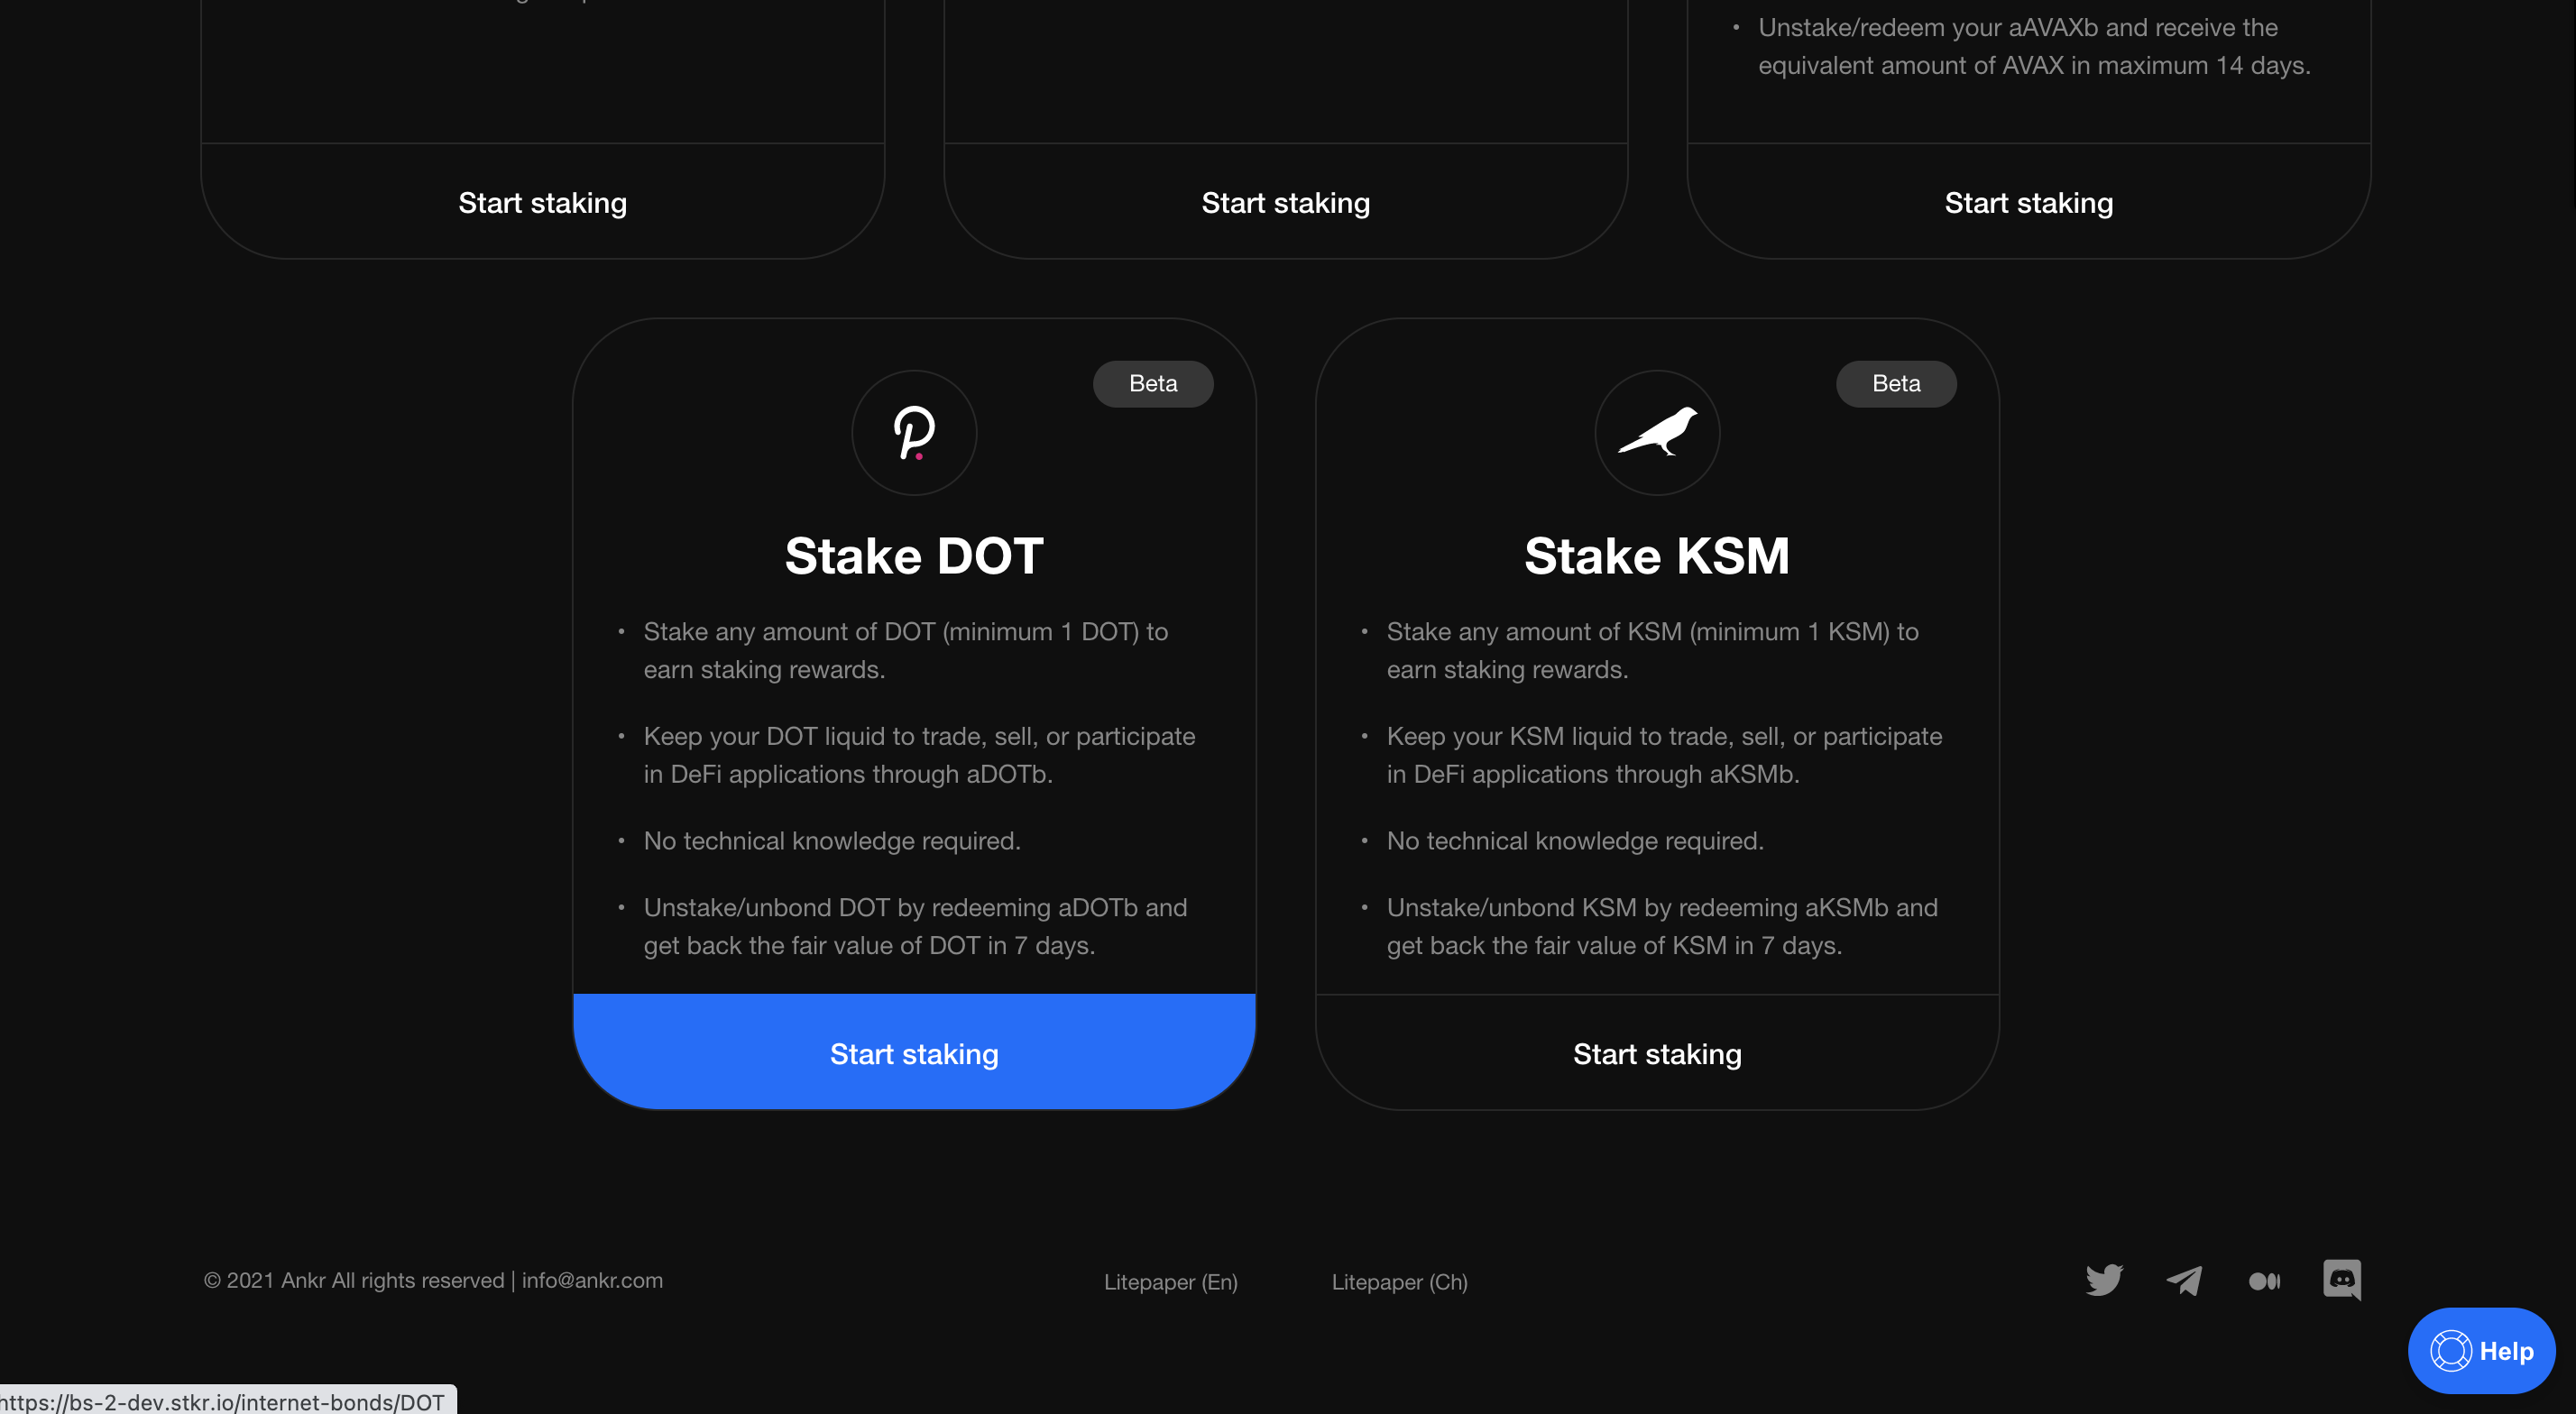 Unstake/redeem your aAVAXb and receive the
equivalent amount of AVAX in maximum 14 days.
Start staking
Start staking
Start staking
Beta
Stake DOT
• Stake any amount of DOT (minimum 1 DOT) to
earn staking rewards.
• Keep your DOT liquid to trade, sell, or participate
in DeFi applications through aDOTb.
• No technical knowledge required.
• Unstake/unbond DOT by redeeming aDOTb and
get back the fair value of DOT in 7 days.
Start staking
Beta
Stake KSM
• Stake any amount of KSM (minimum 1 KSM) to
earn staking rewards.
• Keep your KSM liquid to trade, sell, or participate
in DeFi applications through aKSMb.
• No technical knowledge required.
• Unstake/unbond KSM by redeeming aKSMb and
get back the fair value of KSM in 7 days.
Start staking
© 2021 Ankr All rights reserved | info@ankr.com
Litepaper (En)
Litepaper (Ch)
Help
https://bs-2-dev.stkr.io/internet-bonds/DOT